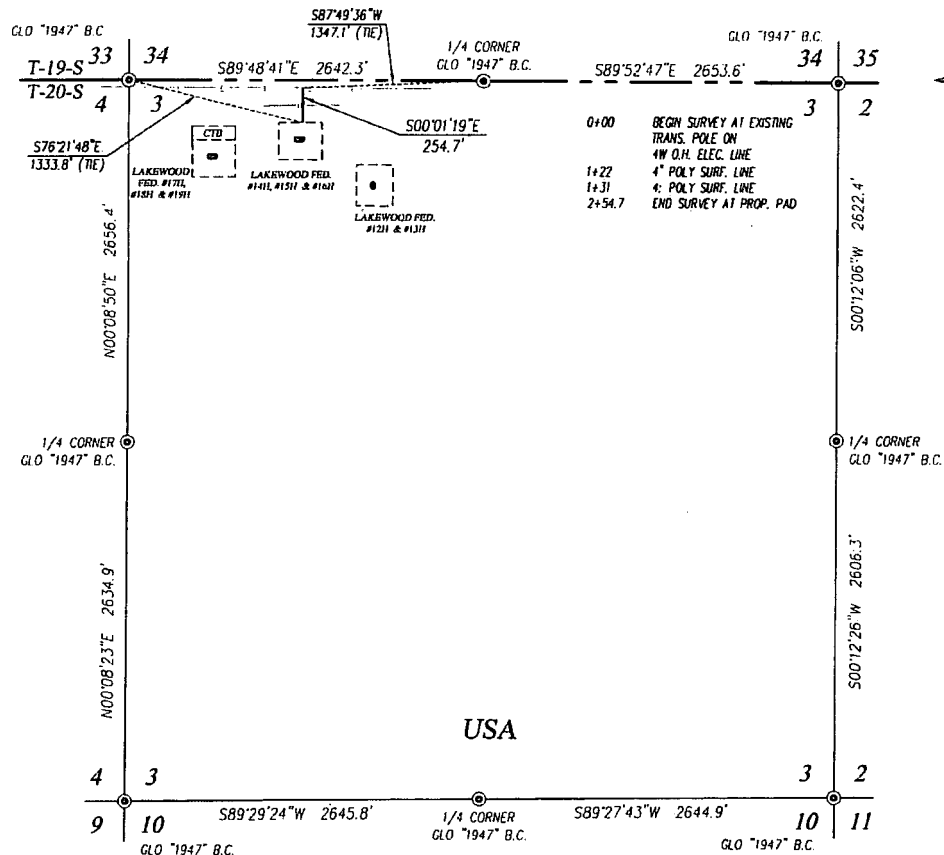 S87°49'36"W
1347.1' (TIE)
GLO "1947" B.C
33 34
1/4 CORNER
GLO "1947" B.C.
GLO "1947" B.C.
34 35
T-19-S
T-20-S
S89°48'41"E 2642.3'
S89°52'47"E 2653.6'
4 3
3 2
S76°21'48"E
1333.8' (TIE)
CTB
S00°01'19"E
254.7'
LAKEWOOD
FED. #17H,
#18H & #19H
LAKEWOOD FED.
#14H, #15H & #16H
LAKEWOOD FED.
#12H & #13H
0+00 BEGIN SURVEY AT EXISTING
TRANS. POLE ON
4W O.H. ELEC. LINE
1+22 4" POLY SURF. LINE
1+31 4; POLY SURF. LINE
2+54.7 END SURVEY AT PROP. PAD
N00°08'50"E 2656.4'
S00°12'06"W 2622.4'
1/4 CORNER
GLO "1947" B.C.
1/4 CORNER
GLO "1947" B.C.
N00°08'23"E 2634.9'
S00°12'26"W 2606.3'
USA
4 3
3 2
S89°29'24"W 2645.8'
S89°27'43"W 2644.9'
9 10
1/4 CORNER
GLO "1947" B.C.
10 11
GLO "1947" B.C.
GLO "1947" B.C.